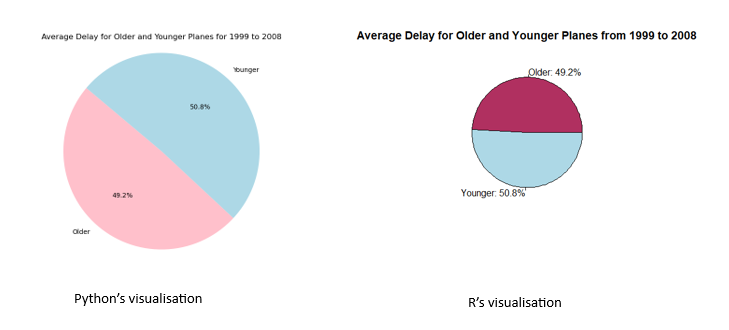 Average Delay for Older and Younger Planes for 1999 to 2008
Younger
50.8%
49.2%
Older
Python's visualisation
Average Delay for Older and Younger Planes from 1999 to 2008
Older: 49.2%
Younger: 50.8%
R's visualisation